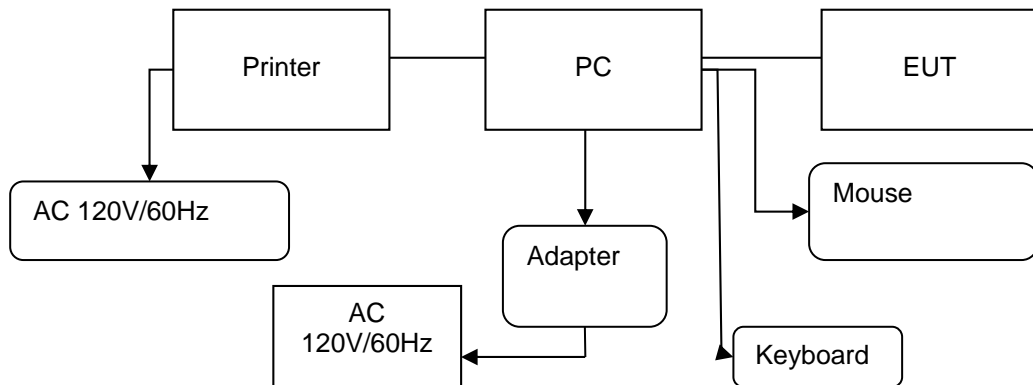 Printer
PC
EUT
AC 120V/60Hz
Mouse
Adapter
AC
120V/60Hz
Keyboard